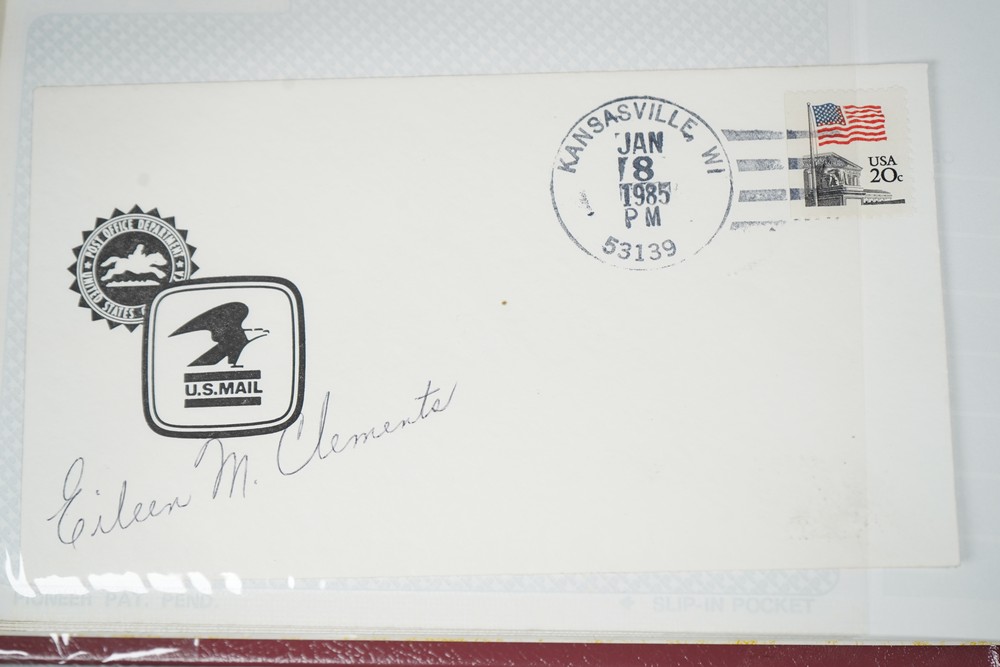 KANSASVILLE, WI
JAN
8
1985
PM
53139
USA
20c
POST OFFICE DEPARTMENT
UNITED STATES
U.S.MAIL
Eileen M. Clements
PIONEER PAT. PEND.
SLIP-IN POCKET